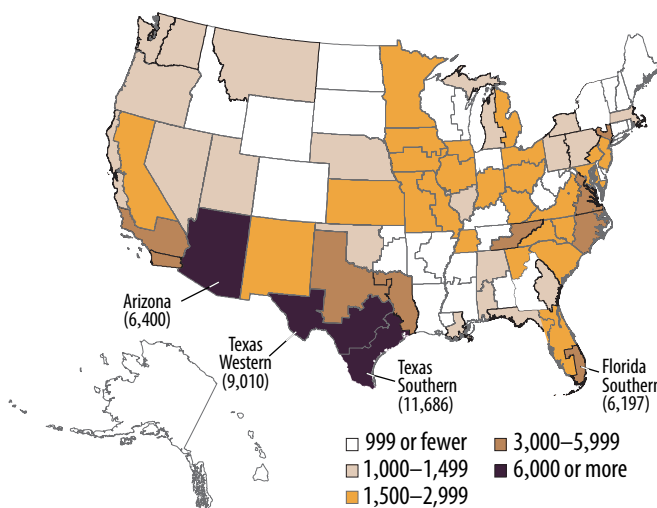 Arizona
(6,400)
Texas
Western
(9,010)
Texas
Southern
(11,686)
Florida
Southern
(6,197)
999 or fewer
1,000–1,499
1,500–2,999
3,000–5,999
6,000 or more